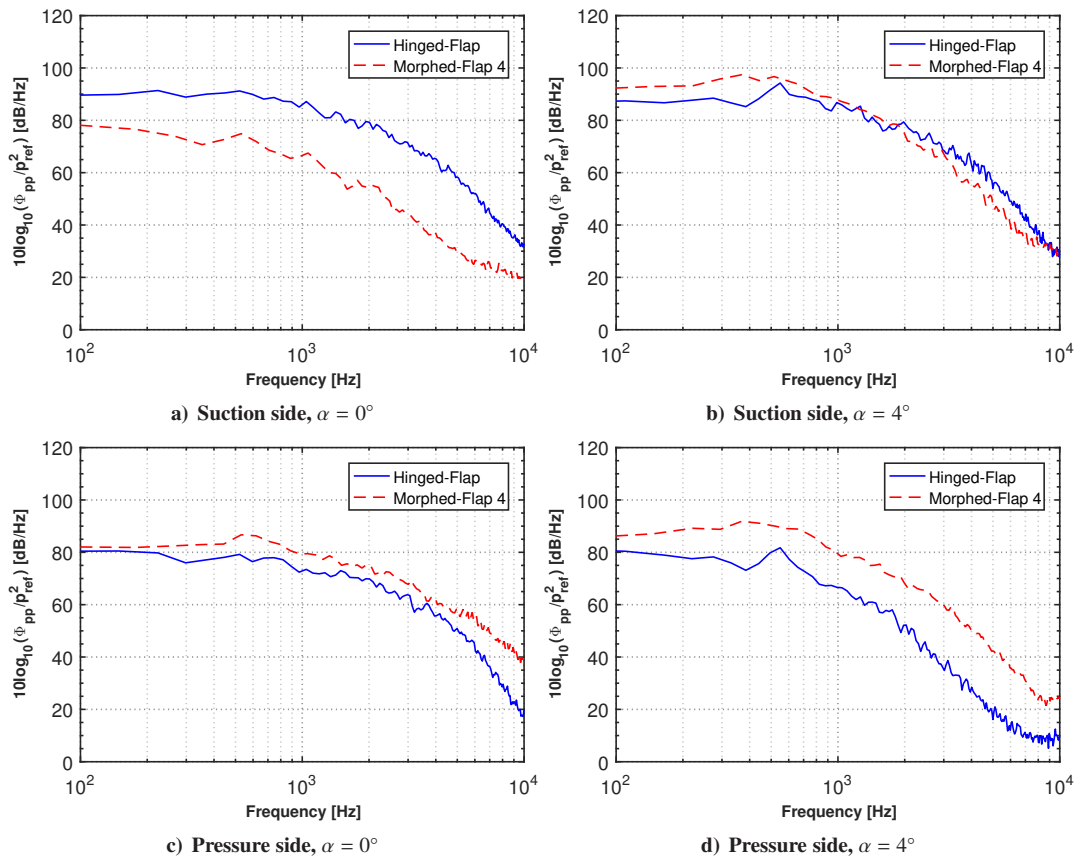 120
100
80
60
40
20
0
10log₁₀(Φpp/p²ref) [dB/Hz]
Hinged-Flap
Morphed-Flap 4
10² 10³ 10⁴
Frequency [Hz]
a) Suction side, α = 0°
120
100
80
60
40
20
0
10log₁₀(Φpp/p²ref) [dB/Hz]
Hinged-Flap
Morphed-Flap 4
10² 10³ 10⁴
Frequency [Hz]
b) Suction side, α = 4°
120
100
80
60
40
20
0
10log₁₀(Φpp/p²ref) [dB/Hz]
Hinged-Flap
Morphed-Flap 4
10² 10³ 10⁴
Frequency [Hz]
c) Pressure side, α = 0°
120
100
80
60
40
20
0
10log₁₀(Φpp/p²ref) [dB/Hz]
Hinged-Flap
Morphed-Flap 4
10² 10³ 10⁴
Frequency [Hz]
d) Pressure side, α = 4°